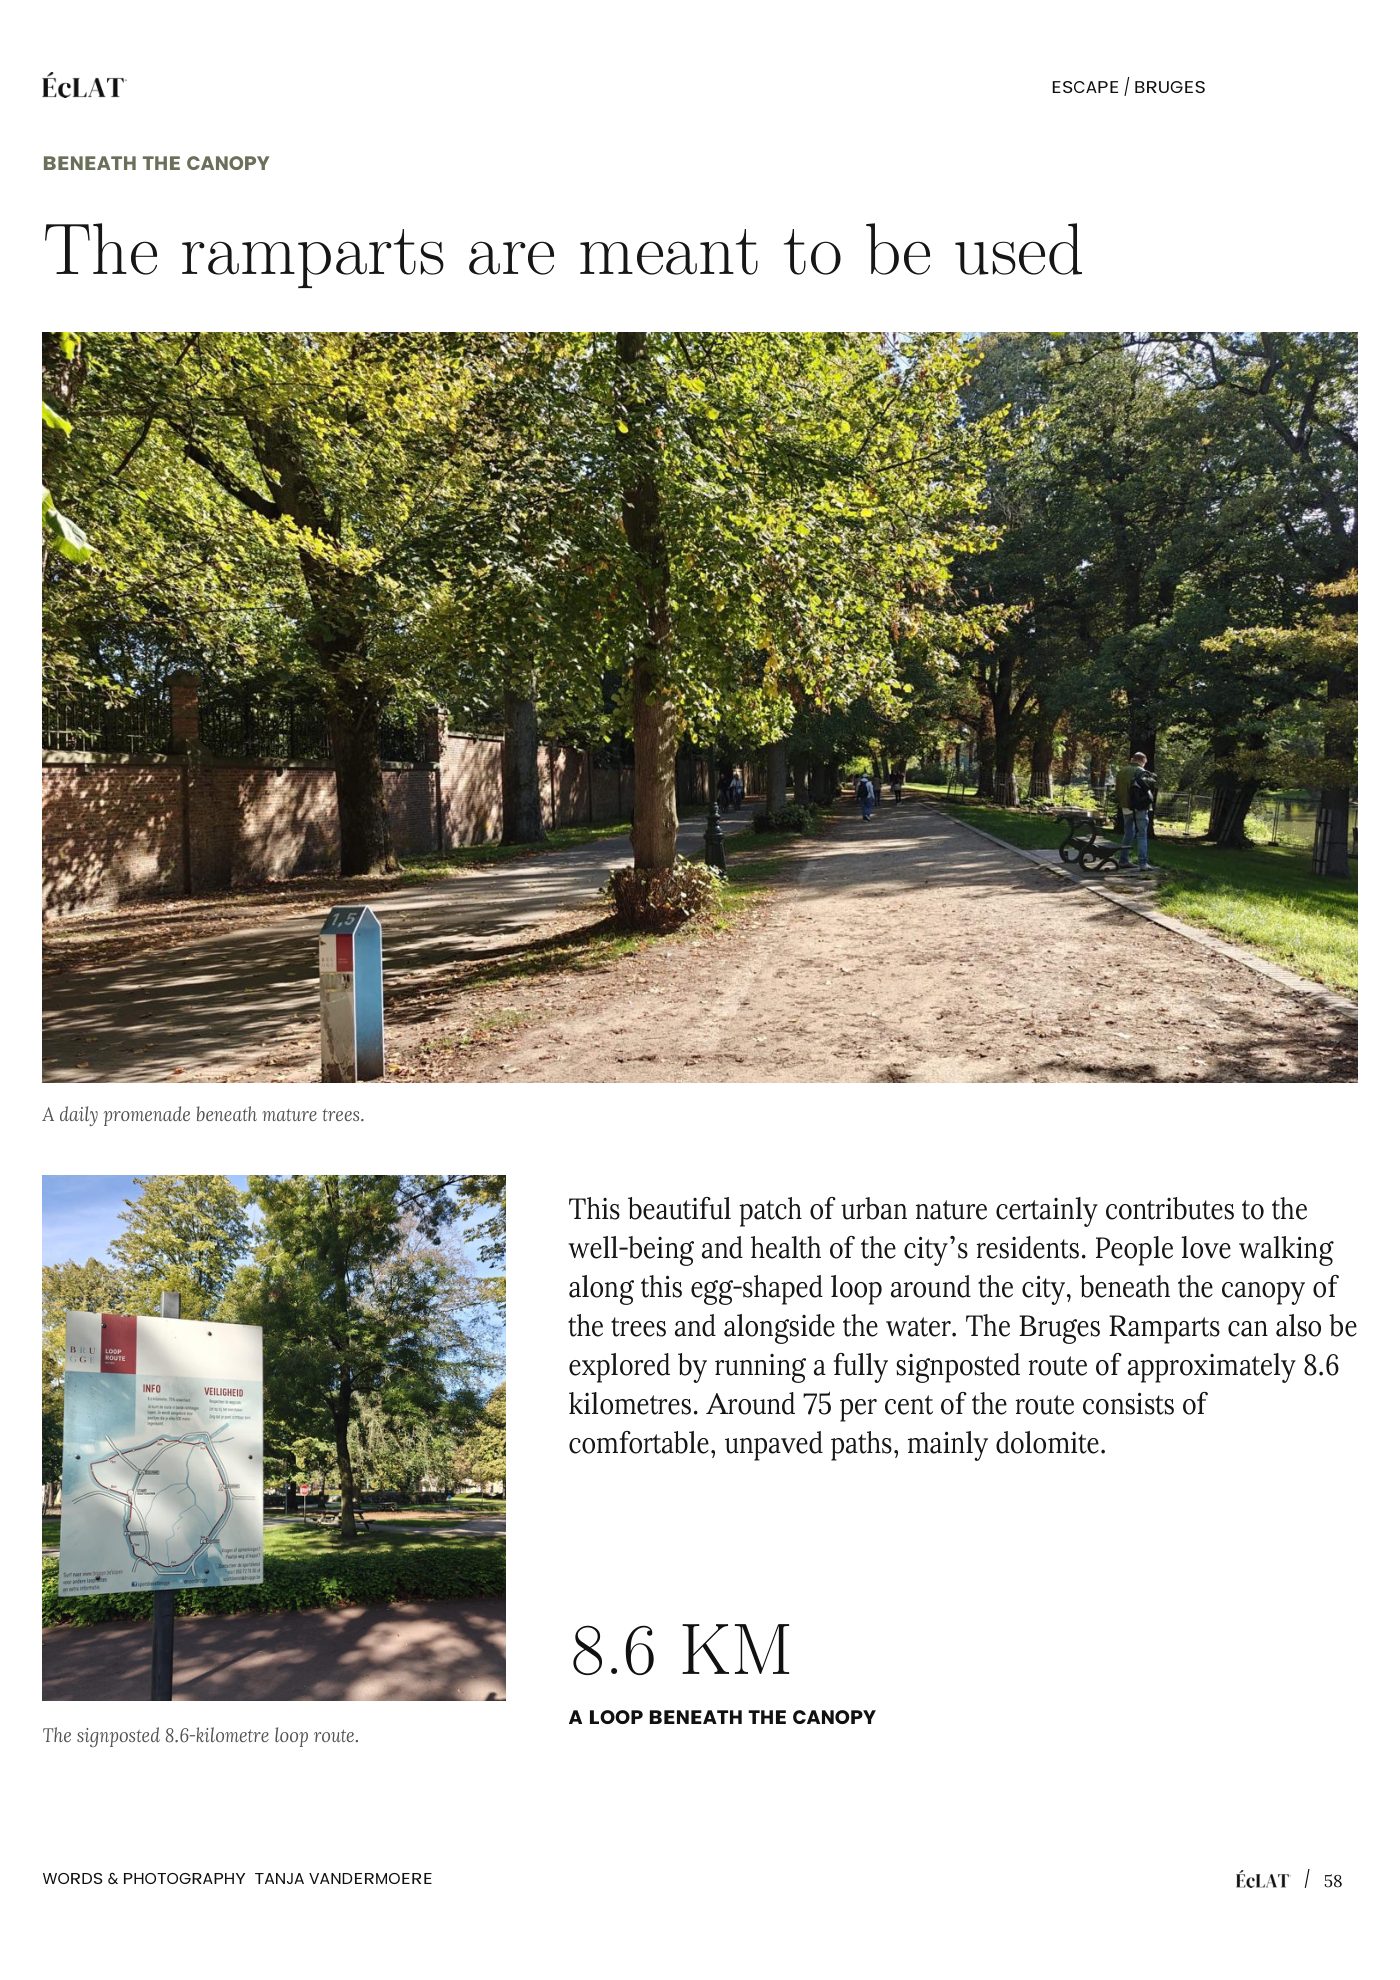 ÉcLAT
ESCAPE / BRUGES
BENEATH THE CANOPY
The ramparts are meant to be used
1,5
A daily promenade beneath mature trees.
BRU
GGE
LOOP
ROUTE
INFO
VEILIGHEID
This beautiful patch of urban nature certainly contributes to the
well-being and health of the city’s residents. People love walking
along this egg-shaped loop around the city, beneath the canopy of
the trees and alongside the water. The Bruges Ramparts can also be
explored by running a fully signposted route of approximately 8.6
kilometres. Around 75 per cent of the route consists of
comfortable, unpaved paths, mainly dolomite.
8.6 KM
A LOOP BENEATH THE CANOPY
The signposted 8.6-kilometre loop route.
WORDS & PHOTOGRAPHY TANJA VANDERMOERE
ÉcLAT / 58